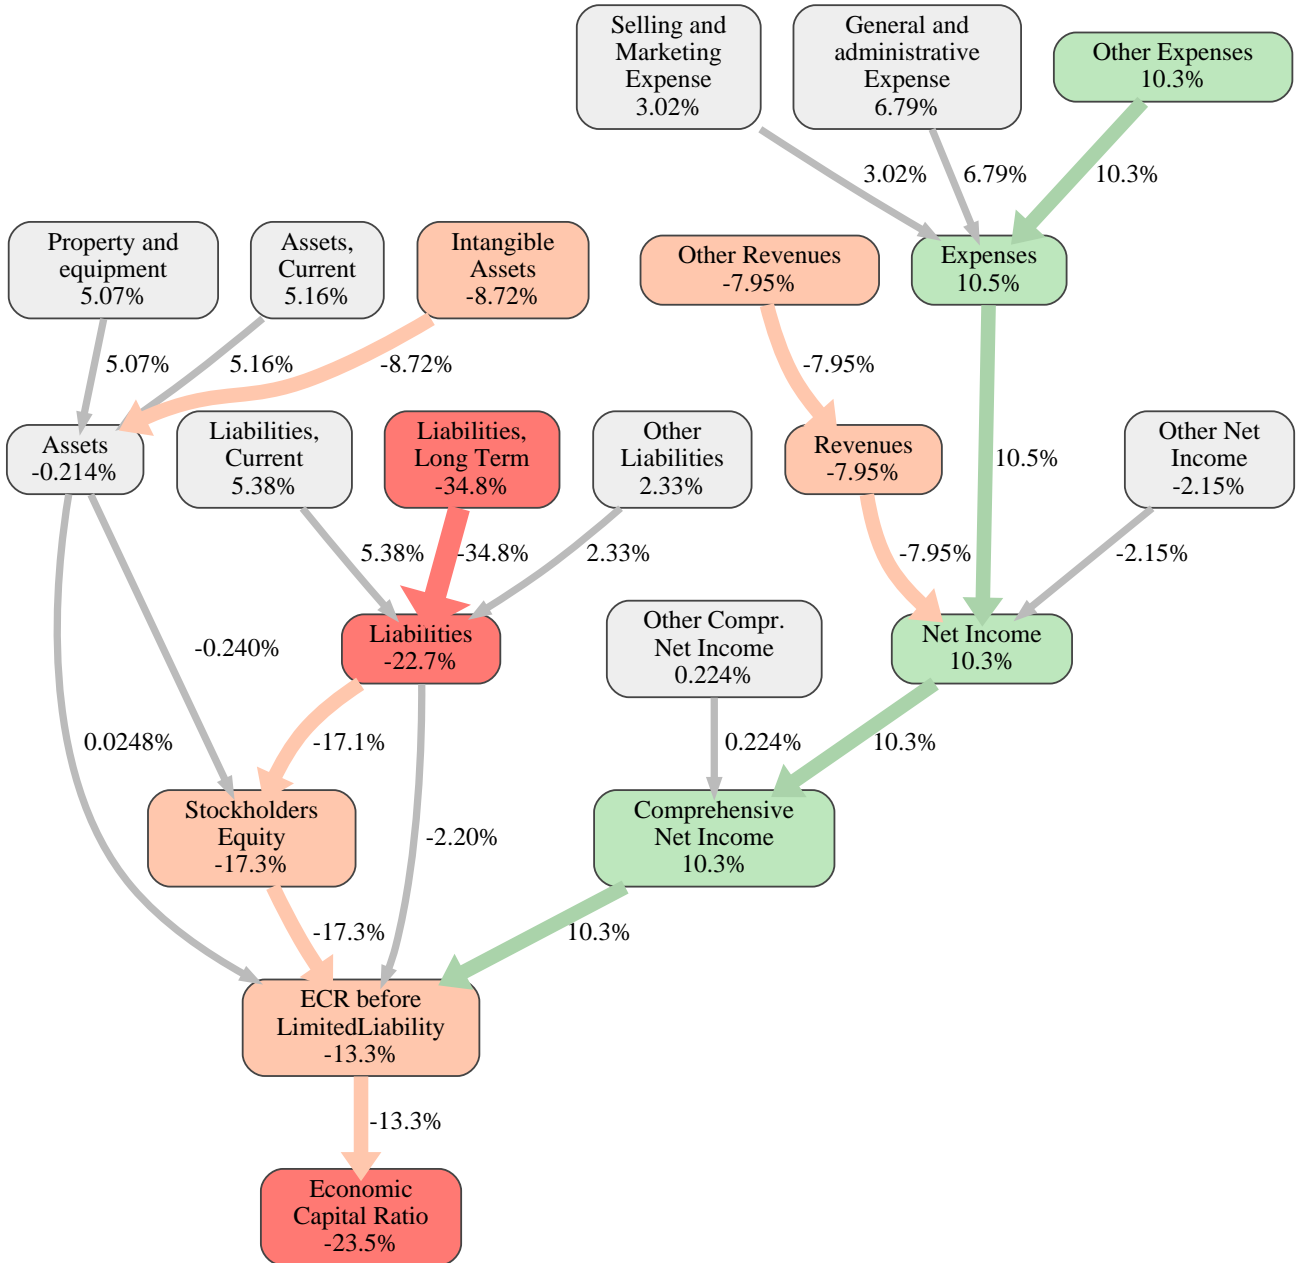 Selling and
Marketing
Expense
3.02%
General and
administrative
Expense
6.79%
Other Expenses
10.3%
3.02%
6.79%
10.3%
Property and
equipment
5.07%
Assets,
Current
5.16%
Intangible
Assets
-8.72%
Other Revenues
-7.95%
Expenses
10.5%
5.07%
5.16%
-8.72%
-7.95%
Assets
-0.214%
Liabilities,
Current
5.38%
Liabilities,
Long Term
-34.8%
Other
Liabilities
2.33%
Revenues
-7.95%
10.5%
Other Net
Income
-2.15%
5.38%
-34.8%
2.33%
-7.95%
-2.15%
-0.240%
Liabilities
-22.7%
Other Compr.
Net Income
0.224%
Net Income
10.3%
0.0248%
-17.1%
0.224%
10.3%
Stockholders
Equity
-17.3%
-2.20%
Comprehensive
Net Income
10.3%
-17.3%
10.3%
ECR before
LimitedLiability
-13.3%
-13.3%
Economic
Capital Ratio
-23.5%